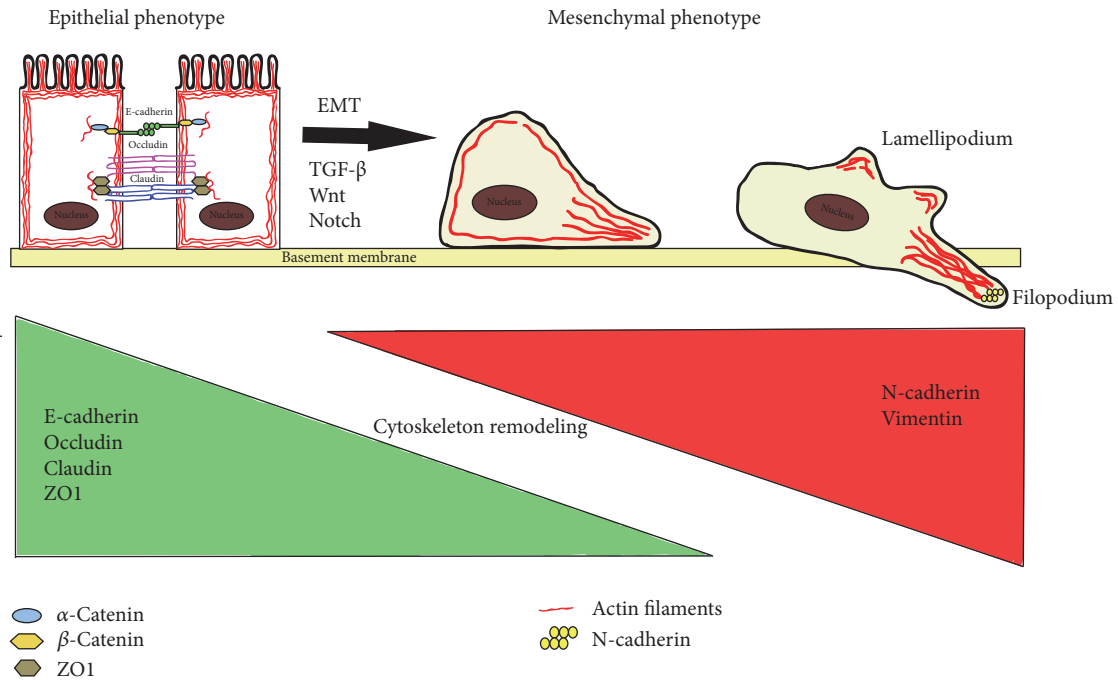 Epithelial phenotype
Mesenchymal phenotype
E-cadherin
Occludin
Claudin
Nucleus
Nucleus
EMT
TGF-β
Wnt
Notch
Nucleus
Lamellipodium
Nucleus
Basement membrane
Filopodium
E-cadherin
Occludin
Claudin
ZO1
Cytoskeleton remodeling
N-cadherin
Vimentin
α-Catenin
β-Catenin
ZO1
Actin filaments
N-cadherin